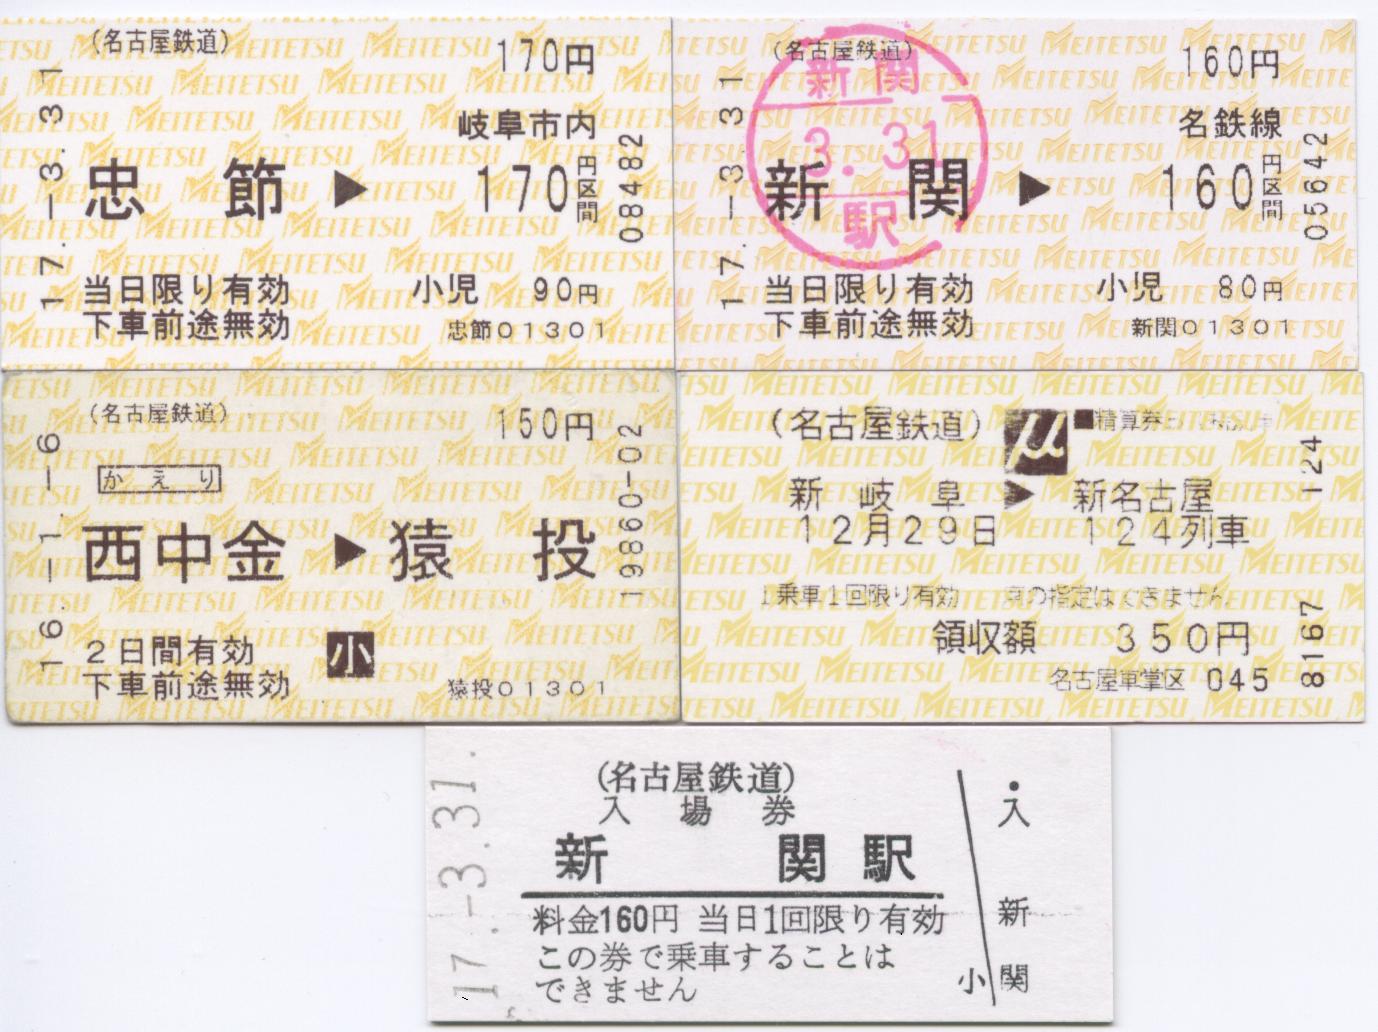 (名古屋鉄道)
170円
岐阜市内
忠節▶170円区間
当日限り有効
小児 90円
下車前途無効
忠節01301
17.-3.31
08482
(名古屋鉄道)
160円
名鉄線
新関▶160円区間
当日限り有効
小児 80円
下車前途無効
新関01301
17.-3.31
05642
新関
3.31
駅
(名古屋鉄道)
150円
かえり
西中金▶猿投
2日間有効
小
下車前途無効
猿投01301
16.-1.-6
19860-02
(名古屋鉄道)
μ
■精算券
新岐阜▶新名古屋
12月29日 124列車
1乗車1回限り有効 の指定はできません
領収額 350円
名古屋車掌区 045
124
8167
MEITETSU
(名古屋鉄道)
入場券
新関駅
料金160円 当日1回限り有効
この券で乗車することは
できません
17.-3.31.
入
新
関
小